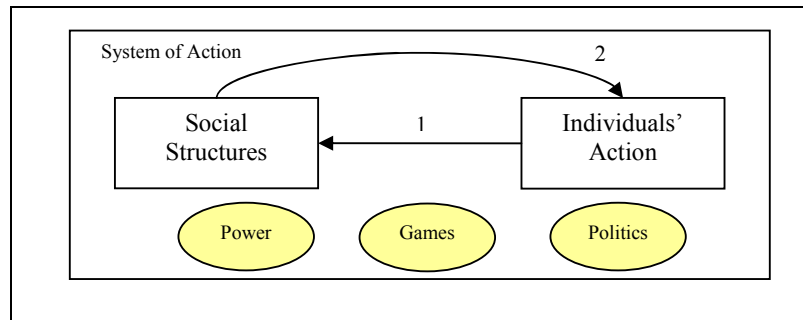 System of Action
2
Social
Structures
1
Individuals’
Action
Power
Games
Politics